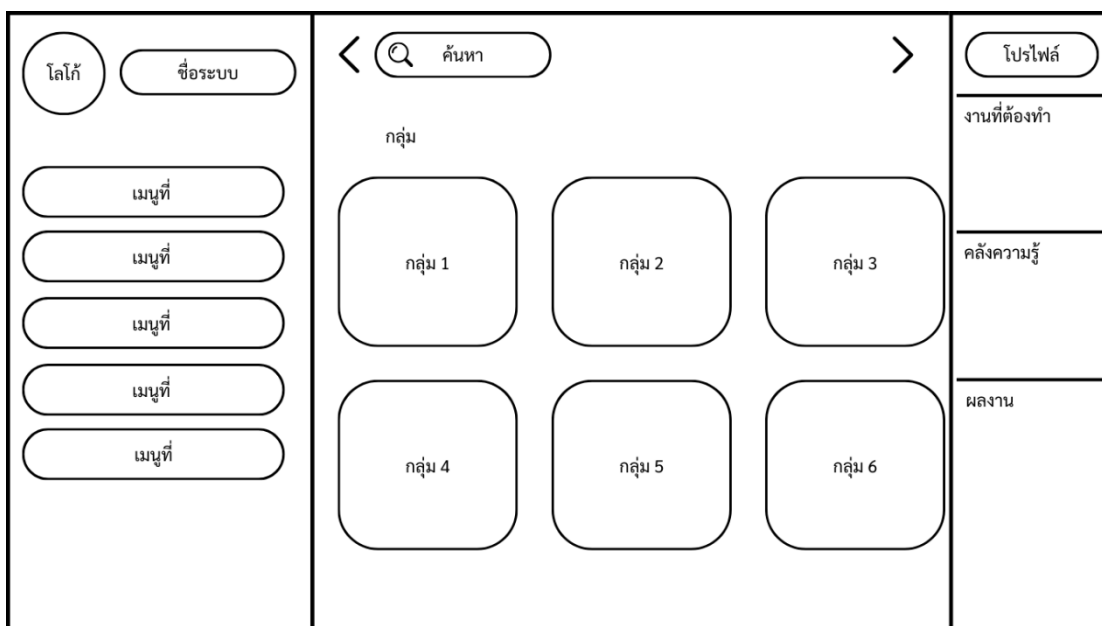 โลโก้
ชื่อระบบ
เมนูที่
เมนูที่
เมนูที่
เมนูที่
เมนูที่
ค้นหา
กลุ่ม
กลุ่ม 1
กลุ่ม 2
กลุ่ม 3
กลุ่ม 4
กลุ่ม 5
กลุ่ม 6
โปรไฟล์
งานที่ต้องทำ
คลังความรู้
ผลงาน